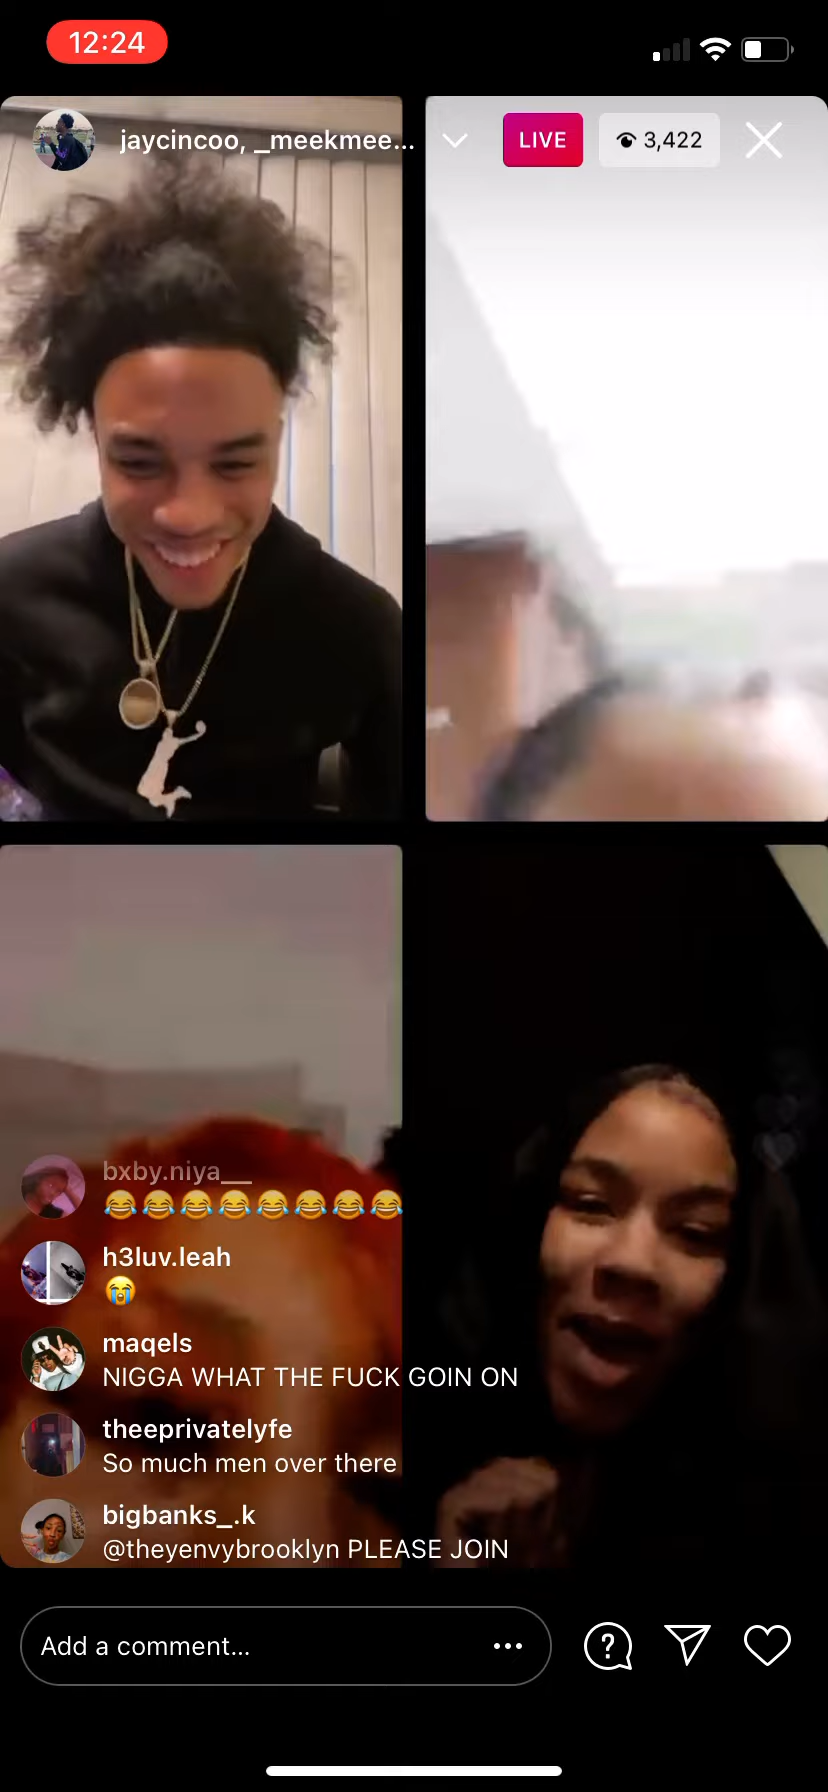 12:24
jaycincoo, _meekmee...
LIVE
3,422
bxby.niya__
😂😂😂😂😂😂😂😂
h3luv.leah
😭
maqels
NIGGA WHAT THE FUCK GOIN ON
theeprivatelyfe
So much men over there
bigbanks_.k
@theyenvybrooklyn PLEASE JOIN
Add a comment...